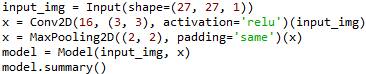 input_img = Input(shape=(27, 27, 1))
x = Conv2D(16, (3, 3), activation='relu')(input_img)
x = MaxPooling2D((2, 2), padding='same')(x)
model = Model(input_img, x)
model.summary()